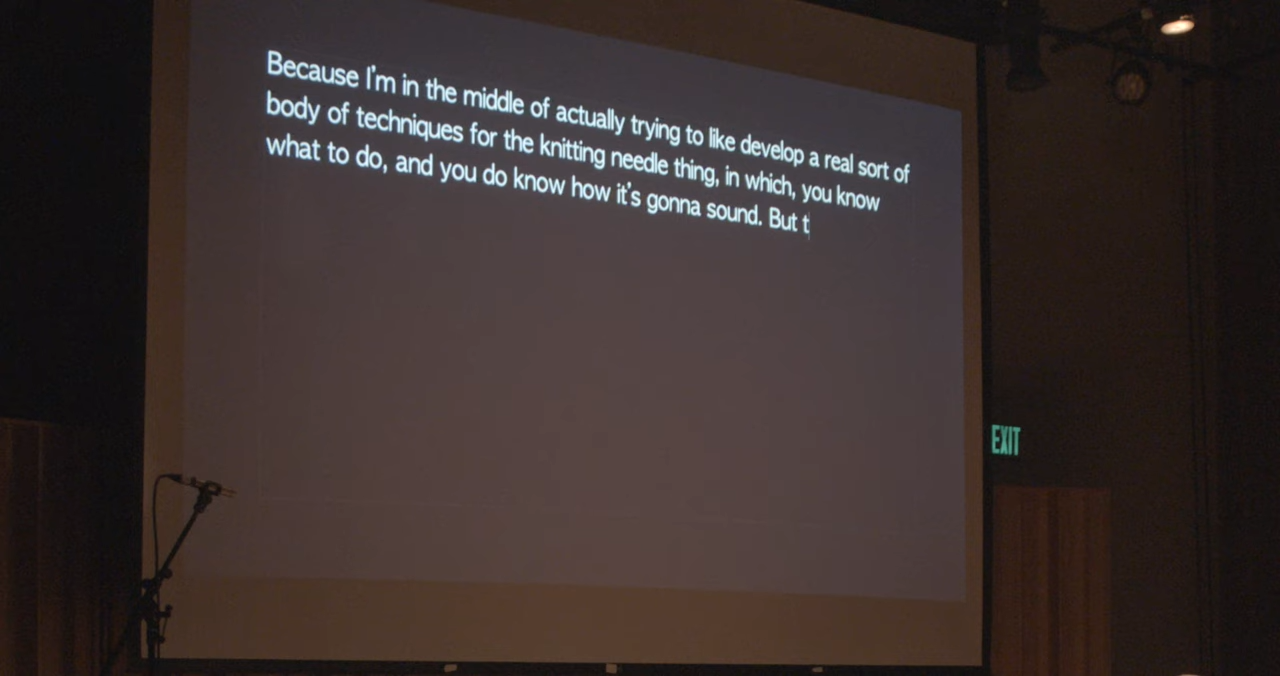 Because I'm in the middle of actually trying to like develop a real sort of
body of techniques for the knitting needle thing, in which, you know
what to do, and you do know how it's gonna sound. But t
EXIT